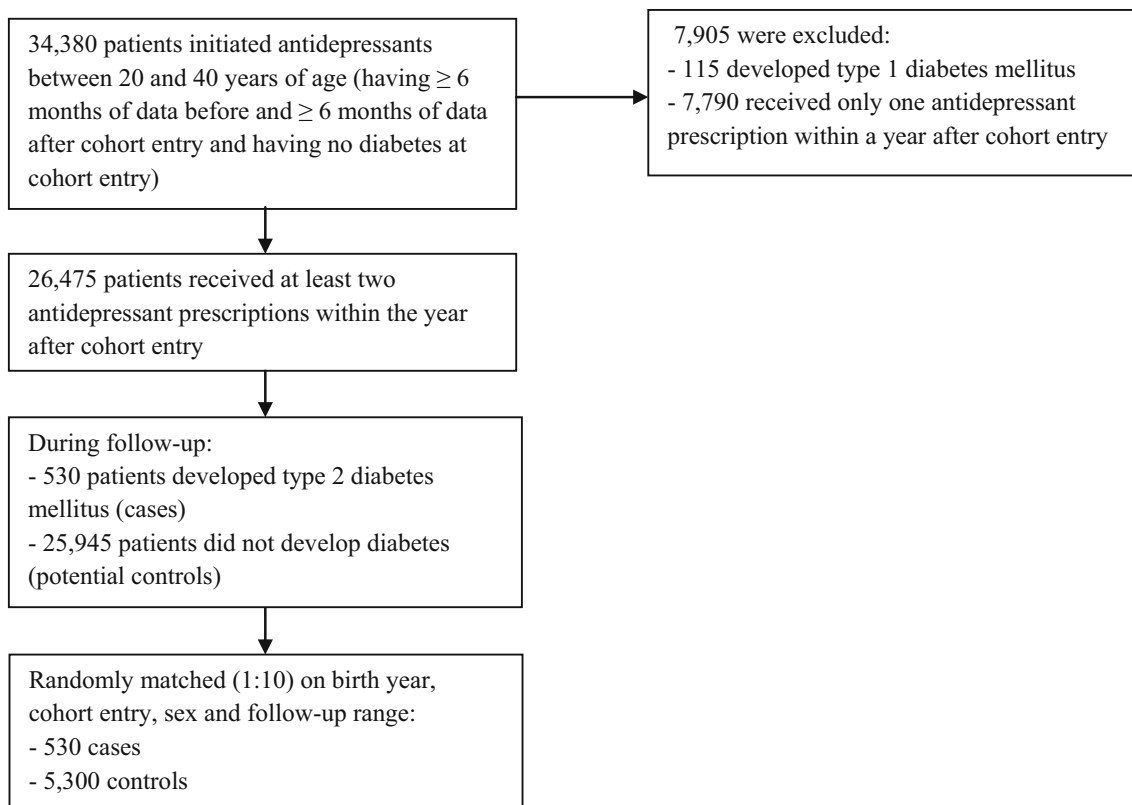 34,380 patients initiated antidepressants
between 20 and 40 years of age (having ≥ 6
months of data before and ≥ 6 months of data
after cohort entry and having no diabetes at
cohort entry)
7,905 were excluded:
- 115 developed type 1 diabetes mellitus
- 7,790 received only one antidepressant
prescription within a year after cohort entry
26,475 patients received at least two
antidepressant prescriptions within the year
after cohort entry
During follow-up:
- 530 patients developed type 2 diabetes
mellitus (cases)
- 25,945 patients did not develop diabetes
(potential controls)
Randomly matched (1:10) on birth year,
cohort entry, sex and follow-up range:
- 530 cases
- 5,300 controls